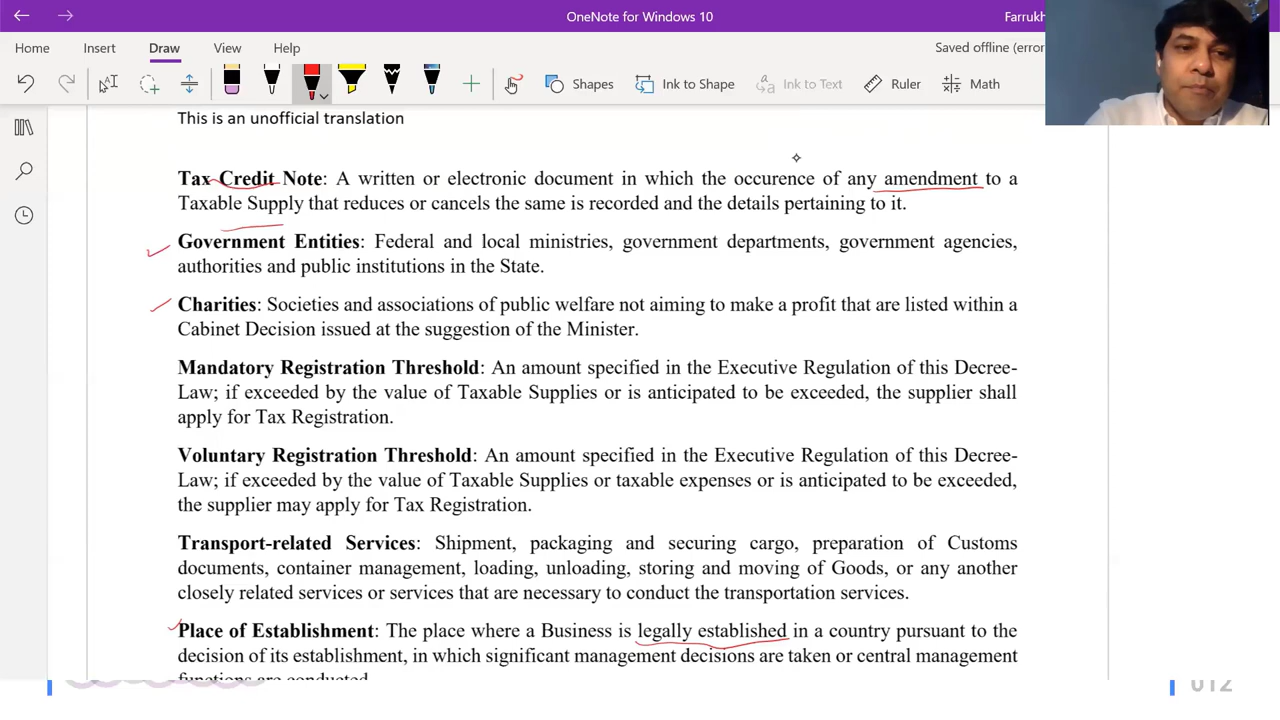 OneNote for Windows 10
Farrukh
Home Insert Draw View Help
Saved offline (error
Shapes Ink to Shape Ink to Text Ruler Math
This is an unofficial translation
Tax Credit Note: A written or electronic document in which the occurence of any amendment to a
Taxable Supply that reduces or cancels the same is recorded and the details pertaining to it.
Government Entities: Federal and local ministries, government departments, government agencies,
authorities and public institutions in the State.
Charities: Societies and associations of public welfare not aiming to make a profit that are listed within a
Cabinet Decision issued at the suggestion of the Minister.
Mandatory Registration Threshold: An amount specified in the Executive Regulation of this Decree-
Law; if exceeded by the value of Taxable Supplies or is anticipated to be exceeded, the supplier shall
apply for Tax Registration.
Voluntary Registration Threshold: An amount specified in the Executive Regulation of this Decree-
Law; if exceeded by the value of Taxable Supplies or taxable expenses or is anticipated to be exceeded,
the supplier may apply for Tax Registration.
Transport-related Services: Shipment, packaging and securing cargo, preparation of Customs
documents, container management, loading, unloading, storing and moving of Goods, or any another
closely related services or services that are necessary to conduct the transportation services.
Place of Establishment: The place where a Business is legally established in a country pursuant to the
decision of its establishment, in which significant management decisions are taken or central management
functions are conducted
012